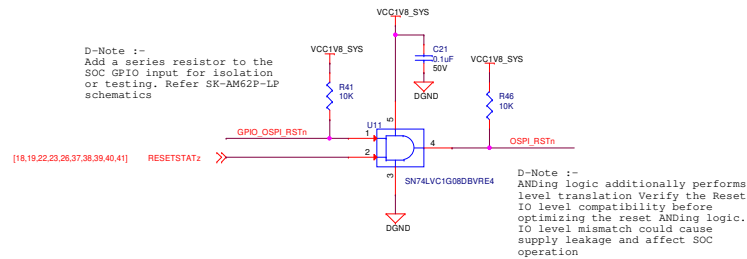 VCC1V8_SYS
D-Note :-
Add a series resistor to the
SOC GPIO input for isolation
or testing. Refer SK-AM62P-LP
schematics
VCC1V8_SYS
C21
0.1uF
50V
VCC1V8_SYS
DGND
R41
10K
R46
10K
U11
5
GPIO_OSPI_RSTn
1
4
OSPI_RSTn
[18,19,22,23,26,37,38,39,40,41]
RESETSTATz
2
3
SN74LVC1G08DBVRE4
DGND
D-Note :-
ANDing logic additionally performs
level translation Verify the Reset
IO level compatibility before
optimizing the reset ANDing logic.
IO level mismatch could cause
supply leakage and affect SOC
operation